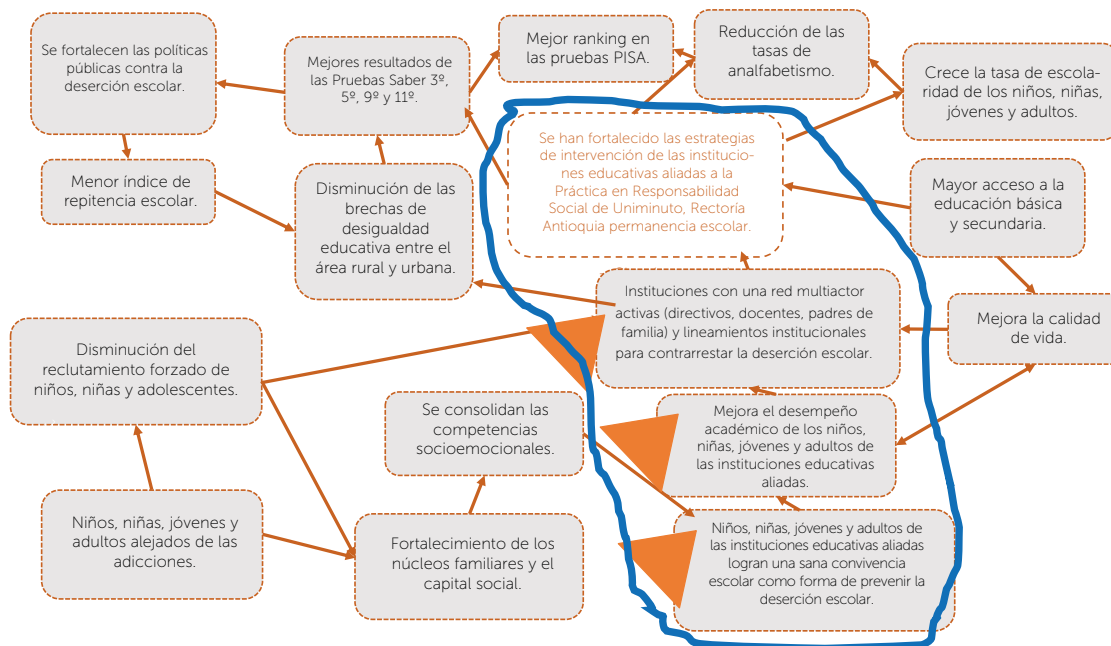 Se fortalecen las políticas
públicas contra la
deserción escolar.
Mejores resultados de
las Pruebas Saber 3º,
5º, 9º y 11º.
Mejor ranking en
las pruebas PISA.
Reducción de las
tasas de
analfabetismo.
Crece la tasa de escola-
ridad de los niños, niñas,
jóvenes y adultos.
Menor índice de
repitencia escolar.
Disminución de las
brechas de
desigualdad
educativa entre el
área rural y urbana.
Se han fortalecido las estrategias
de intervención de las institucio-
nes educativas aliadas a la
Práctica en Responsabilidad
Social de Uniminuto, Rectoría
Antioquia permanencia escolar.
Mayor acceso a la
educación básica
y secundaria.
Instituciones con una red multiactor
activas (directivos, docentes, padres de
familia) y lineamientos institucionales
para contrarrestar la deserción escolar.
Mejora la calidad
de vida.
Disminución del
reclutamiento forzado de
niños, niñas y adolescentes.
Se consolidan las
competencias
socioemocionales.
Mejora el desempeño
académico de los niños,
niñas, jóvenes y adultos de
las instituciones educativas
aliadas.
Niños, niñas, jóvenes y
adultos alejados de las
adicciones.
Fortalecimiento de los
núcleos familiares y el
capital social.
Niños, niñas, jóvenes y adultos de
las instituciones educativas aliadas
logran una sana convivencia
escolar como forma de prevenir la
deserción escolar.